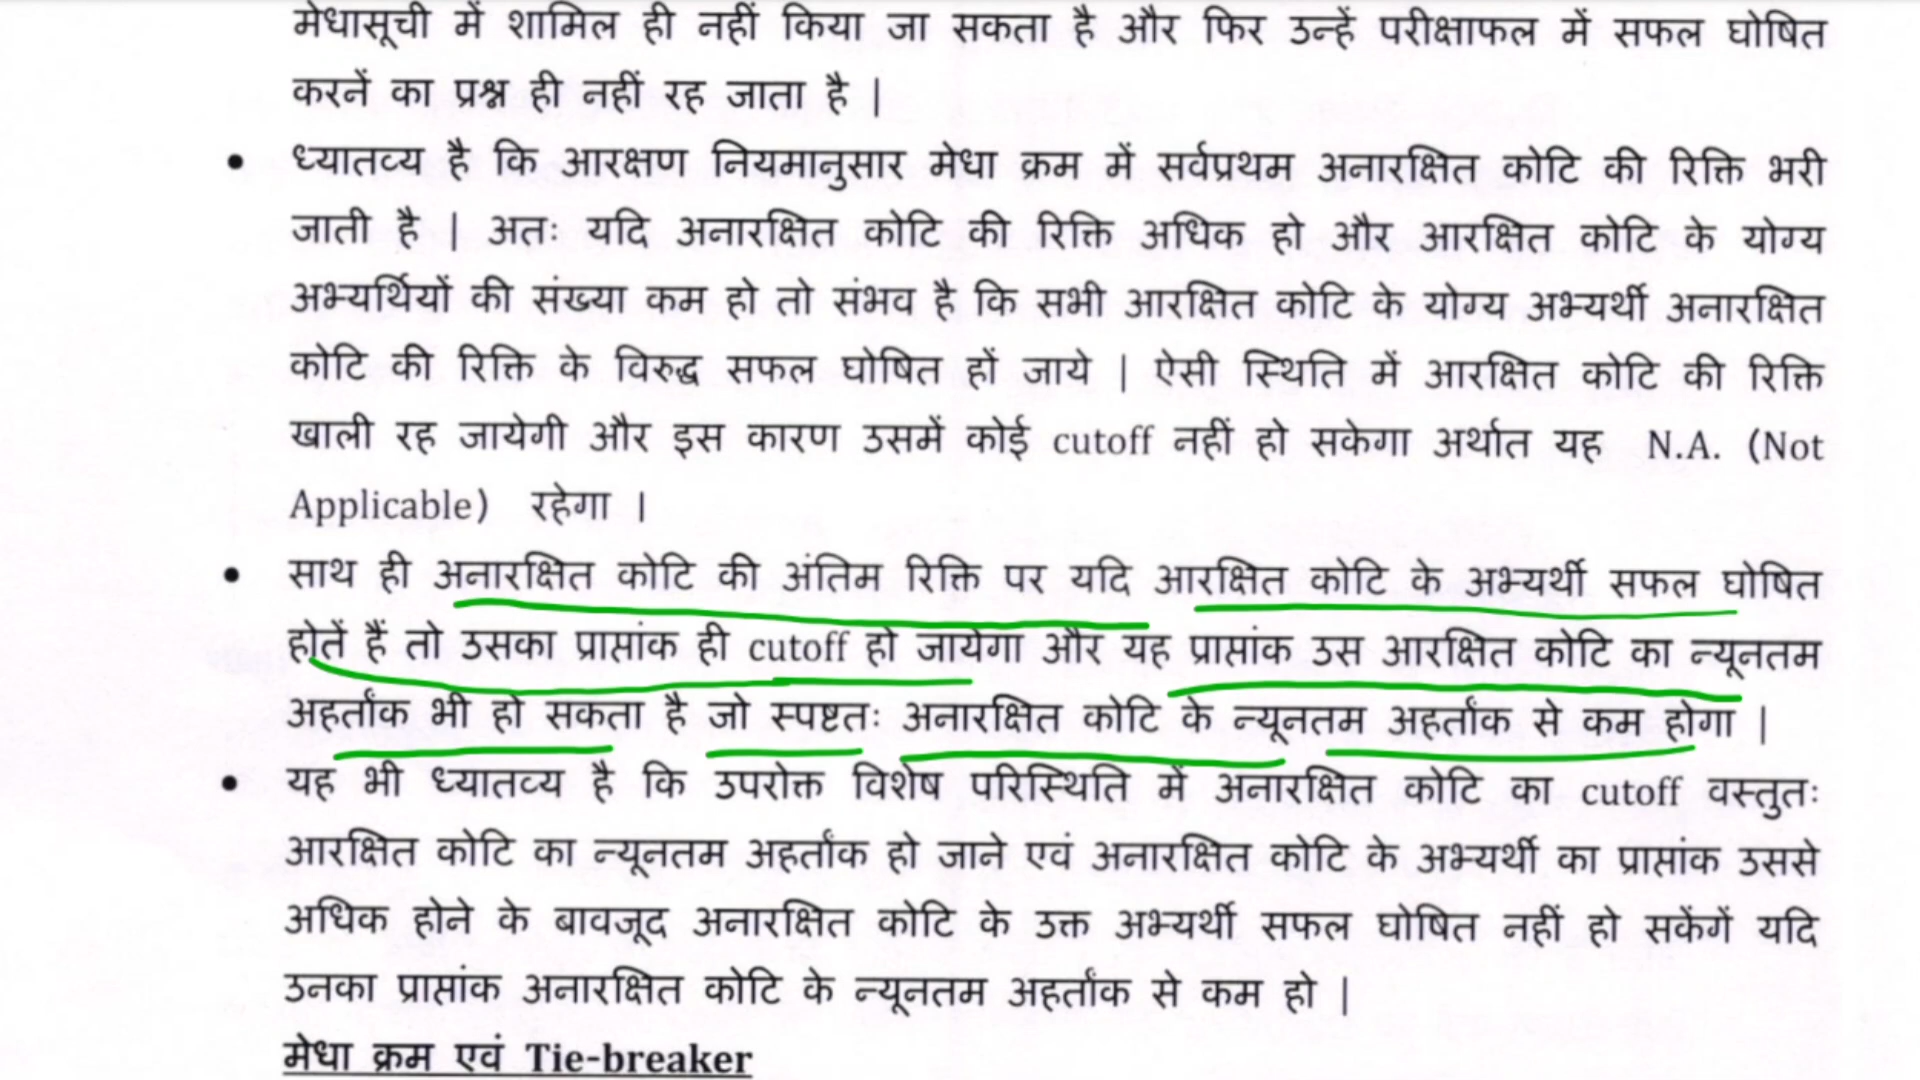 मेधासूची में शामिल ही नहीं किया जा सकता है और फिर उन्हें परीक्षाफल में सफल घोषित
करनें का प्रश्न ही नहीं रह जाता है |
• ध्यातव्य है कि आरक्षण नियमानुसार मेधा क्रम में सर्वप्रथम अनारक्षित कोटि की रिक्ति भरी
जाती है | अतः यदि अनारक्षित कोटि की रिक्ति अधिक हो और आरक्षित कोटि के योग्य
अभ्यर्थियों की संख्या कम हो तो संभव है कि सभी आरक्षित कोटि के योग्य अभ्यर्थी अनारक्षित
कोटि की रिक्ति के विरुद्ध सफल घोषित हों जाये | ऐसी स्थिति में आरक्षित कोटि की रिक्ति
खाली रह जायेगी और इस कारण उसमें कोई cutoff नहीं हो सकेगा अर्थात यह N.A. (Not
Applicable) रहेगा ।
• साथ ही अनारक्षित कोटि की अंतिम रिक्ति पर यदि आरक्षित कोटि के अभ्यर्थी सफल घोषित
होतें हैं तो उसका प्राप्तांक ही cutoff हो जायेगा और यह प्राप्तांक उस आरक्षित कोटि का न्यूनतम
अहर्तांक भी हो सकता है जो स्पष्टतः अनारक्षित कोटि के न्यूनतम अहर्तांक से कम होगा |
• यह भी ध्यातव्य है कि उपरोक्त विशेष परिस्थिति में अनारक्षित कोटि का cutoff वस्तुतः
आरक्षित कोटि का न्यूनतम अहर्तांक हो जाने एवं अनारक्षित कोटि के अभ्यर्थी का प्राप्तांक उससे
अधिक होने के बावजूद अनारक्षित कोटि के उक्त अभ्यर्थी सफल घोषित नहीं हो सकेंगें यदि
उनका प्राप्तांक अनारक्षित कोटि के न्यूनतम अहर्तांक से कम हो |
मेधा क्रम एवं Tie-breaker